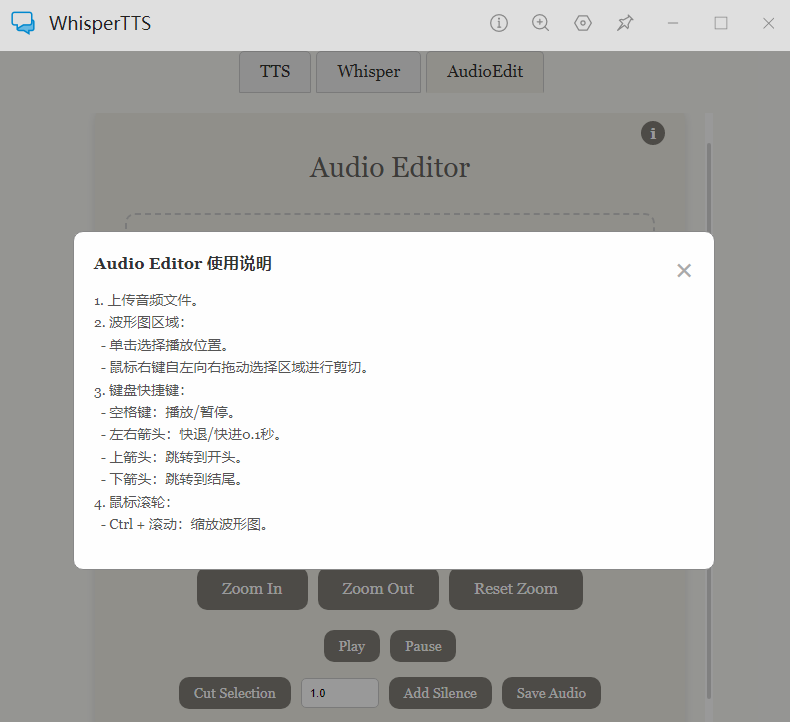 WhisperTTS
TTS
Whisper
AudioEdit
Audio Editor
Audio Editor 使用说明
1. 上传音频文件。
2. 波形图区域：
- 单击选择播放位置。
- 鼠标右键自左向右拖动选择区域进行剪切。
3. 键盘快捷键：
- 空格键：播放/暂停。
- 左右箭头：快退/快进0.1秒。
- 上箭头：跳转到开头。
- 下箭头：跳转到结尾。
4. 鼠标滚轮：
- Ctrl + 滚动：缩放波形图。
Zoom In
Zoom Out
Reset Zoom
Play
Pause
Cut Selection
1.0
Add Silence
Save Audio